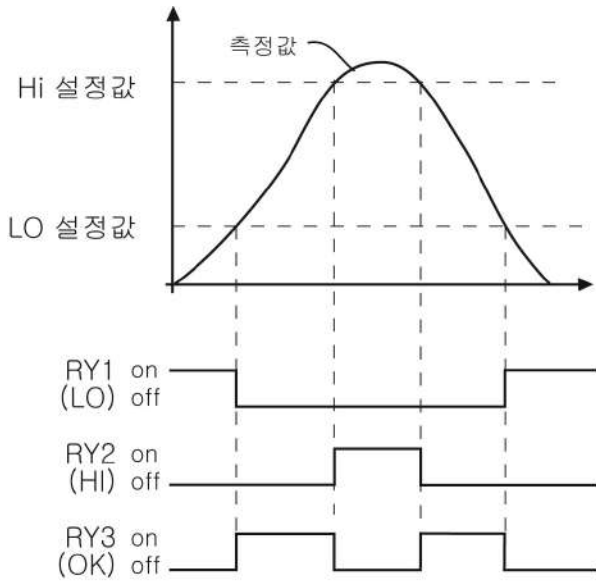 측정값
Hi 설정값
LO 설정값
RY1 on
(LO) off
RY2 on
(HI) off
RY3 on
(OK) off